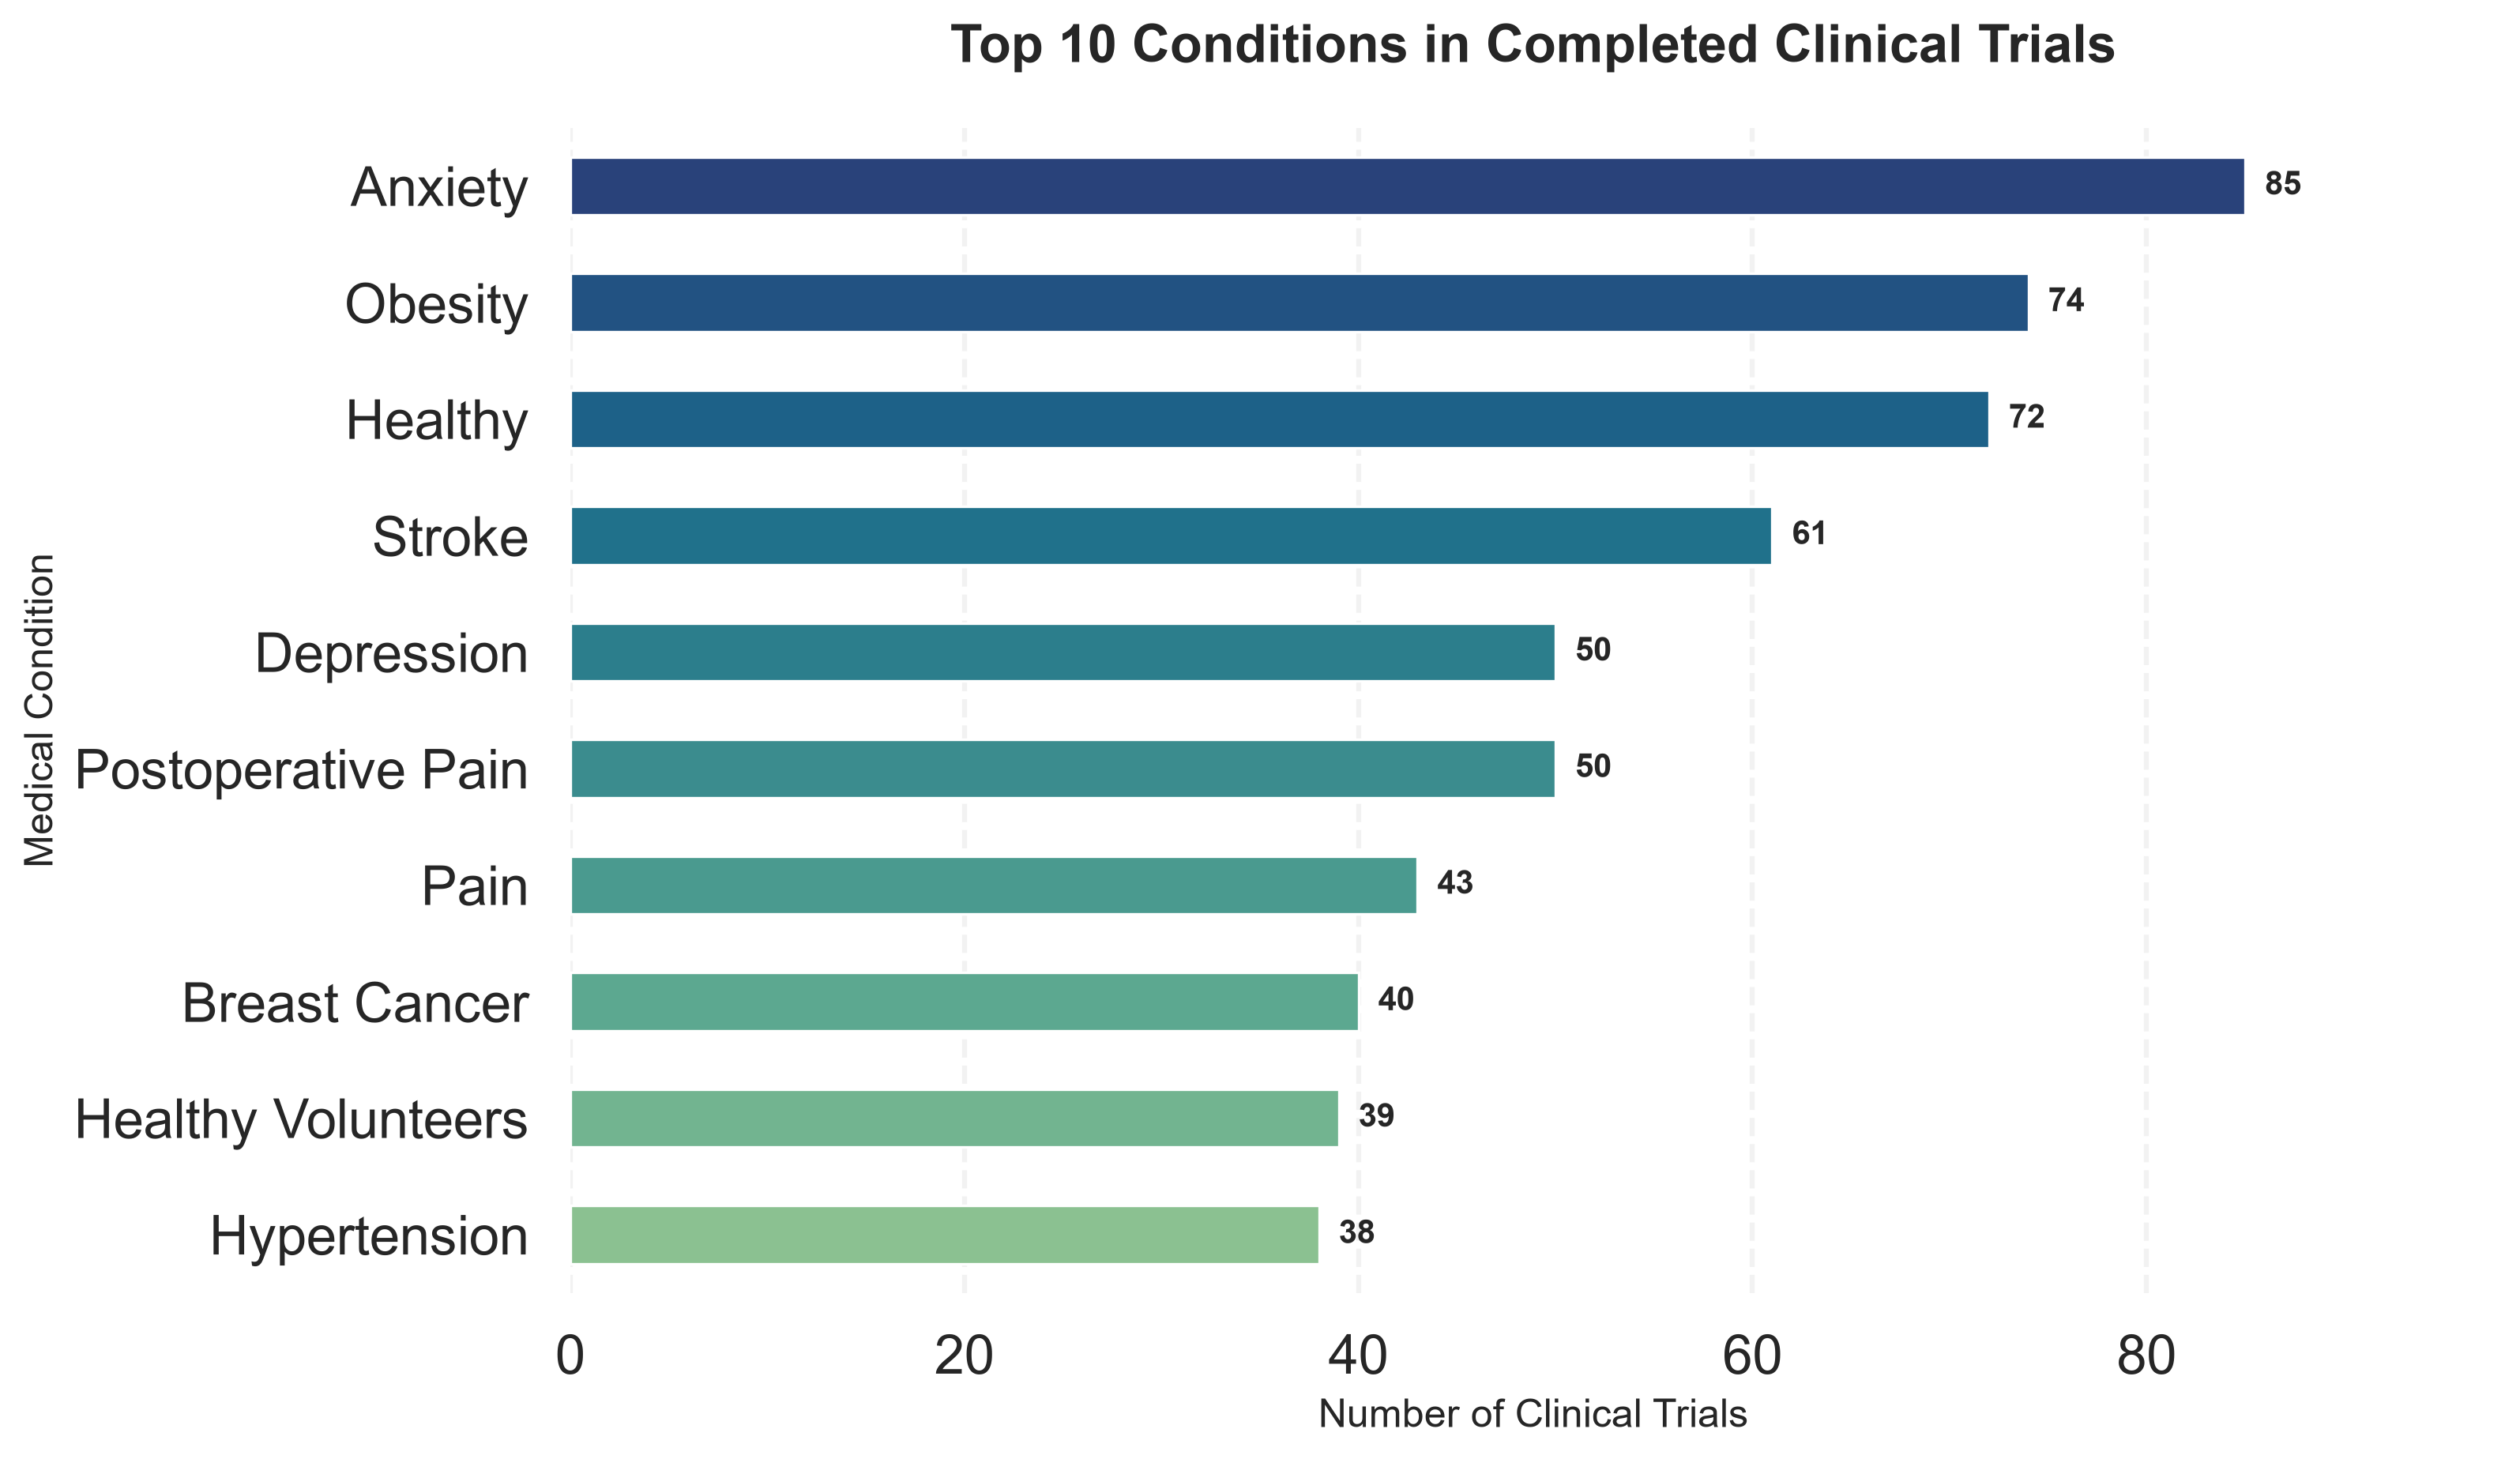 Top 10 Conditions in Completed Clinical Trials
Medical Condition
Anxiety 85
Obesity 74
Healthy 72
Stroke 61
Depression 50
Postoperative Pain 50
Pain 43
Breast Cancer 40
Healthy Volunteers 39
Hypertension 38
0 20 40 60 80
Number of Clinical Trials